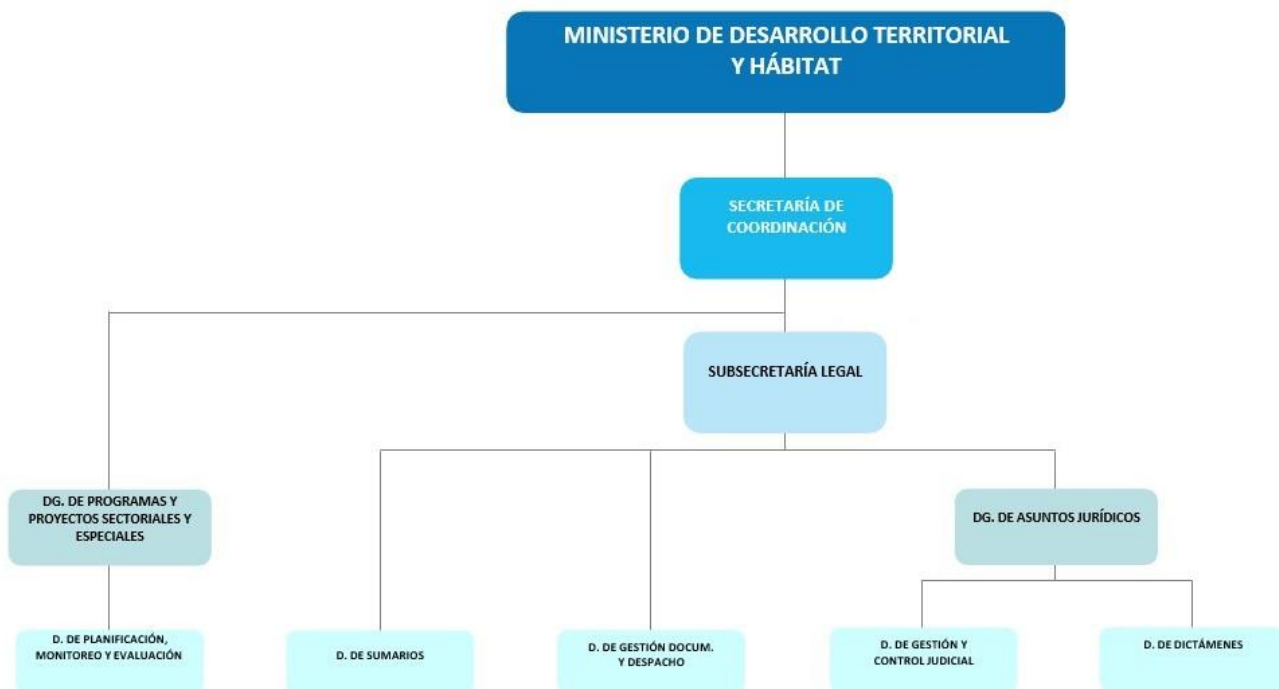 MINISTERIO DE DESARROLLO TERRITORIAL
Y HÁBITAT
SECRETARÍA DE
COORDINACIÓN
SUBSECRETARÍA LEGAL
DG. DE PROGRAMAS Y
PROYECTOS SECTORIALES Y
ESPECIALES
DG. DE ASUNTOS JURÍDICOS
D. DE PLANIFICACIÓN,
MONITOREO Y EVALUACIÓN
D. DE SUMARIOS
D. DE GESTIÓN DOCUM.
Y DESPACHO
D. DE GESTIÓN Y
CONTROL JUDICIAL
D. DE DICTÁMENES